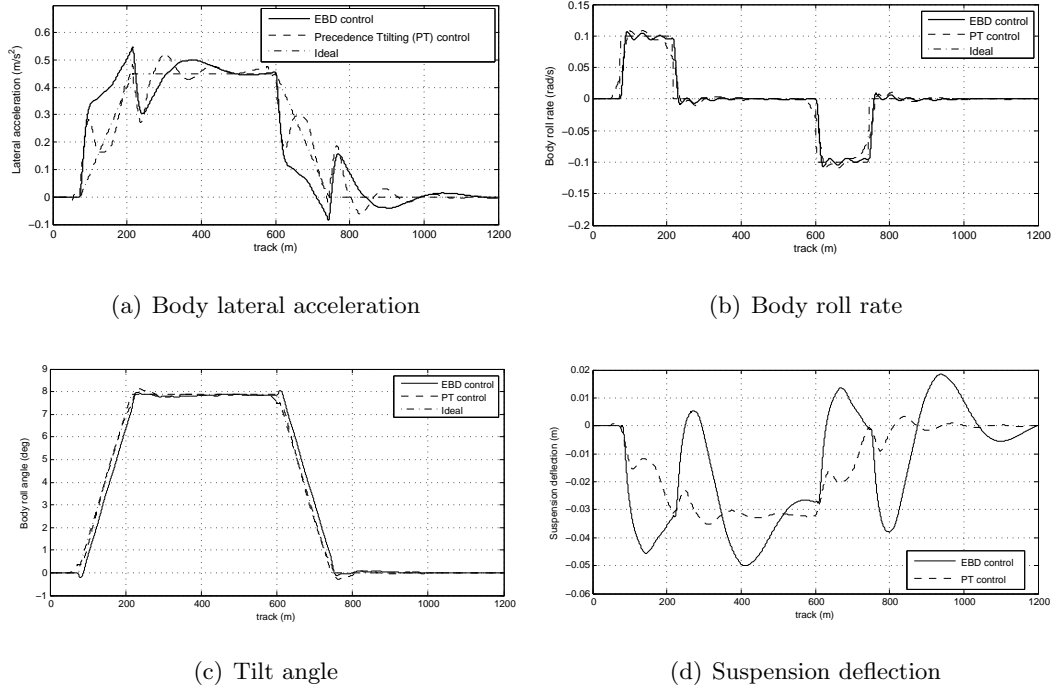 EBD control
Precedence Ttilting (PT) control
Ideal
Lateral acceleration (m/s²)
0.6
0.5
0.4
0.3
0.2
0.1
0
−0.1
0 200 400 600 800 1000 1200
track (m)
(a) Body lateral acceleration
EBD control
PT control
Ideal
Body roll rate (rad/s)
0.15
0.1
0.05
0
−0.05
−0.1
−0.15
−0.2
0 200 400 600 800 1000 1200
track (m)
(b) Body roll rate
EBD control
PT control
Ideal
Body roll angle (deg)
9
8
7
6
5
4
3
2
1
0
−1
0 200 400 600 800 1000 1200
track (m)
(c) Tilt angle
Suspension deflection (m)
0.02
0.01
0
−0.01
−0.02
−0.03
−0.04
−0.05
−0.06
EBD control
PT control
0 200 400 600 800 1000 1200
track (m)
(d) Suspension deflection